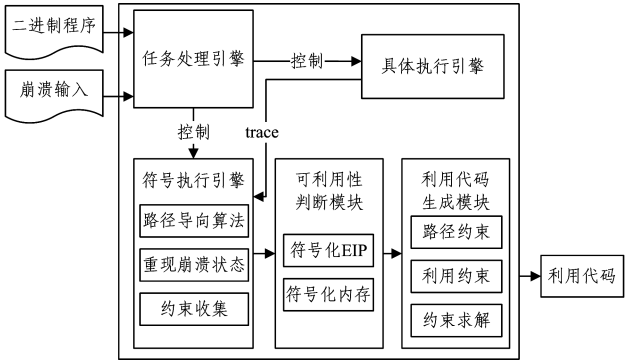 二进制程序
崩溃输入
任务处理引擎
控制
具体执行引擎
控制
trace
符号执行引擎
路径导向算法
重现崩溃状态
约束收集
可利用性
判断模块
符号化EIP
符号化内存
利用代码
生成模块
路径约束
利用约束
约束求解
利用代码